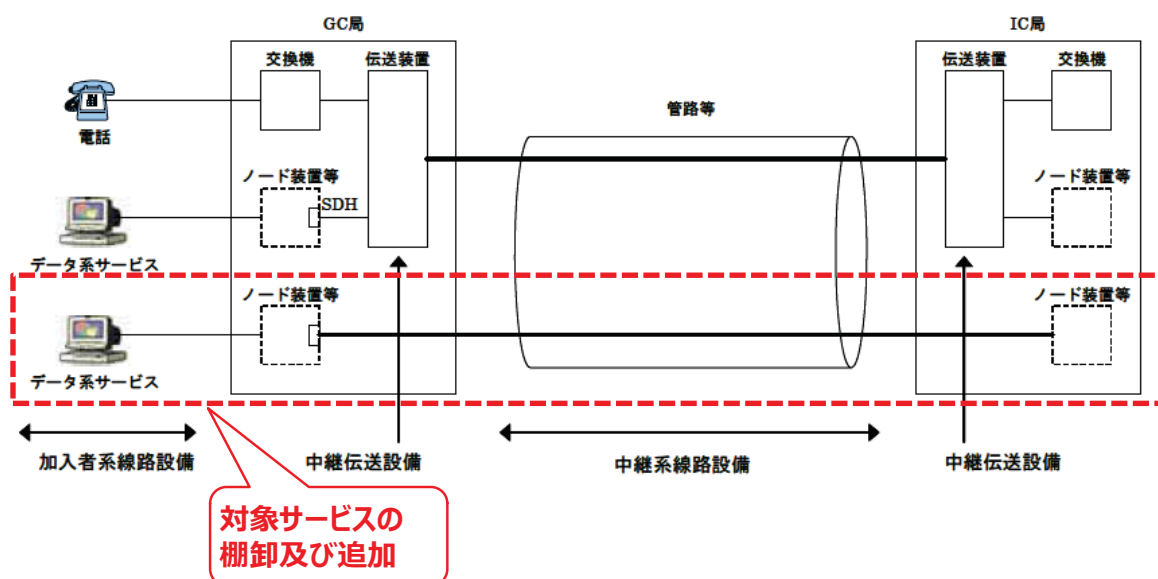 GC局
IC局
交換機
伝送装置
伝送装置
交換機
管路等
電話
ノード装置等
ノード装置等
SDH
データ系サービス
ノード装置等
ノード装置等
データ系サービス
加入者系線路設備
中継伝送設備
中継系線路設備
中継伝送設備
対象サービスの
棚卸及び追加